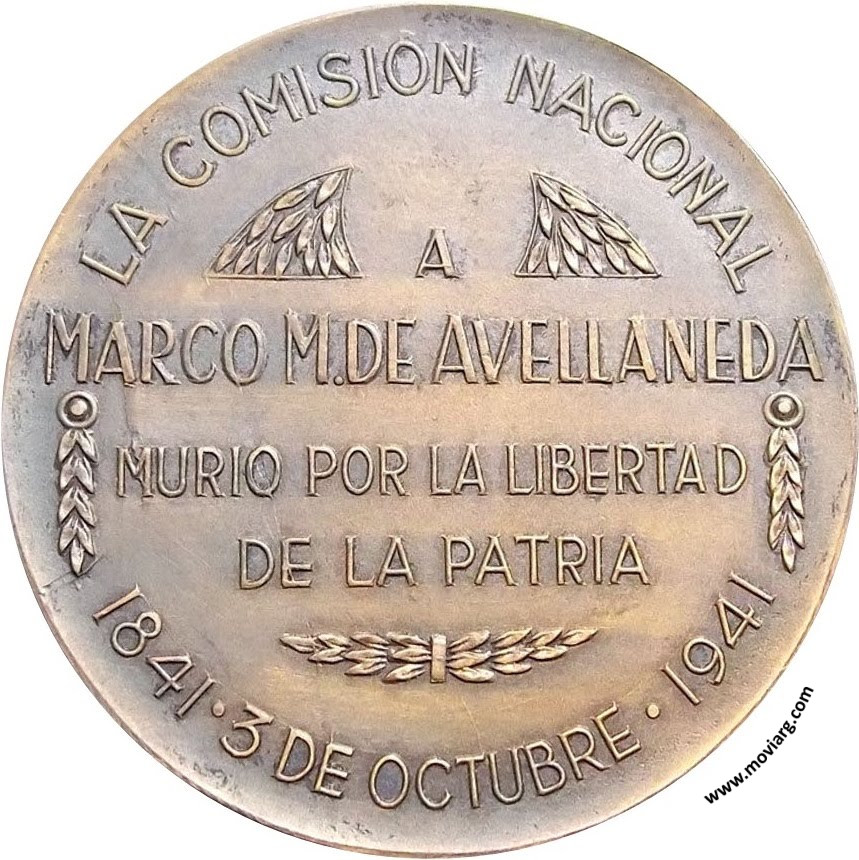 LA COMISIÓN NACIONAL
A
MARCO M. DE AVELLANEDA
MURIO POR LA LIBERTAD
DE LA PATRIA
1841 · 3 DE OCTUBRE · 1941
www.moviarg.com